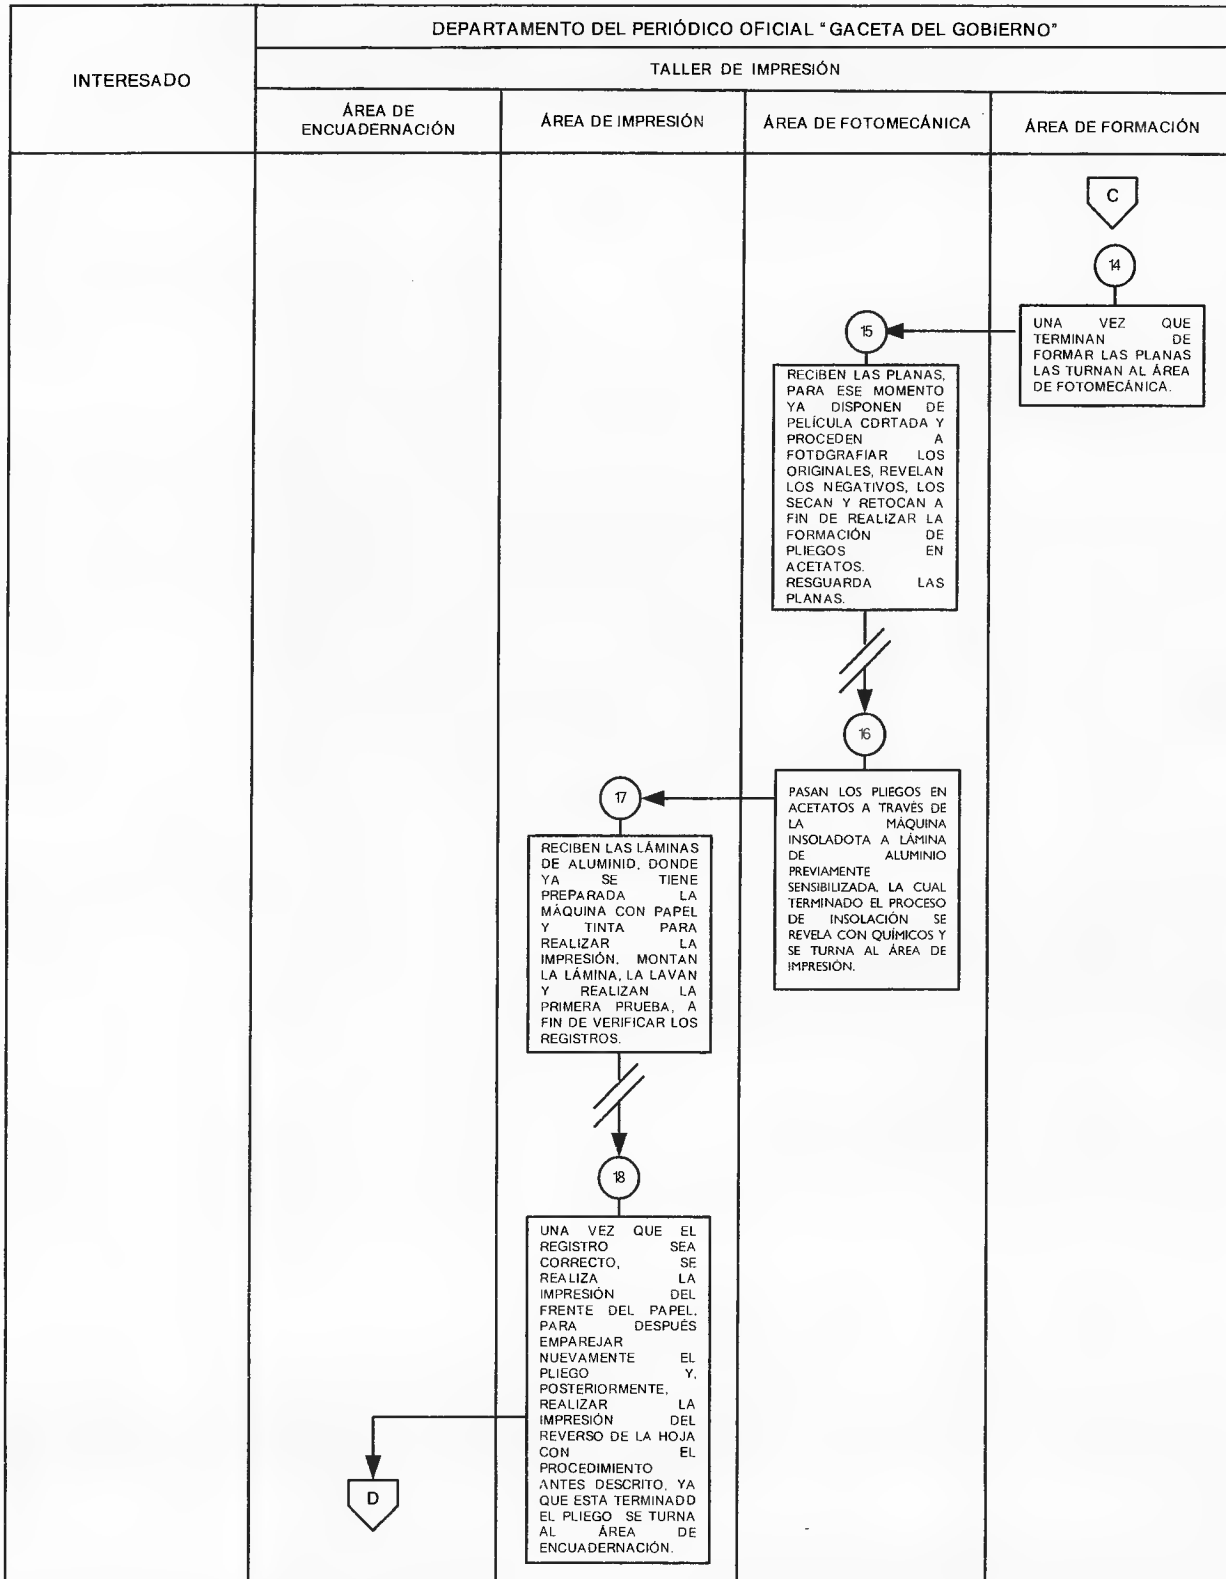 DEPARTAMENTO DEL PERIÓDICO OFICIAL "GACETA DEL GOBIERNO"
INTERESADO
TALLER DE IMPRESIÓN
ÁREA DE
ENCUADERNACIÓN
ÁREA DE IMPRESIÓN
ÁREA DE FOTOMECÁNICA
ÁREA DE FORMACIÓN
C
14
UNA VEZ QUE
TERMINAN DE
FORMAR LAS PLANAS
LAS TURNAN AL ÁREA
DE FOTOMECÁNICA.
15
RECIBEN LAS PLANAS,
PARA ESE MOMENTO
YA DISPONEN DE
PELÍCULA CORTADA Y
PROCEDEN A
FOTOGRAFIAR LOS
ORIGINALES, REVELAN
LOS NEGATIVOS, LOS
SECAN Y RETOCAN A
FIN DE REALIZAR LA
FORMACIÓN DE
PLIEGOS EN
ACETATOS.
RESGUARDA LAS
PLANAS.
16
PASAN LOS PLIEGOS EN
ACETATOS A TRAVÉS DE
LA MÁQUINA
INSOLADOTA A LÁMINA
DE ALUMINIO
PREVIAMENTE
SENSIBILIZADA, LA CUAL
TERMINADO EL PROCESO
DE INSOLACIÓN SE
REVELA CON QUÍMICOS Y
SE TURNA AL ÁREA DE
IMPRESIÓN.
17
RECIBEN LAS LÁMINAS
DE ALUMINIO, DONDE
YA SE TIENE
PREPARADA LA
MÁQUINA CON PAPEL
Y TINTA PARA
REALIZAR LA
IMPRESIÓN. MONTAN
LA LÁMINA, LA LAVAN
Y REALIZAN LA
PRIMERA PRUEBA, A
FIN DE VERIFICAR LOS
REGISTROS.
18
UNA VEZ QUE EL
REGISTRO SEA
CORRECTO, SE
REALIZA LA
IMPRESIÓN DEL
FRENTE DEL PAPEL,
PARA DESPUÉS
EMPAREJAR
NUEVAMENTE EL
PLIEGO Y,
POSTERIORMENTE,
REALIZAR LA
IMPRESIÓN DEL
REVERSO DE LA HOJA
CON EL
PROCEDIMIENTO
ANTES DESCRITO, YA
QUE ESTA TERMINADO
EL PLIEGO SE TURNA
AL ÁREA DE
ENCUADERNACIÓN.
D